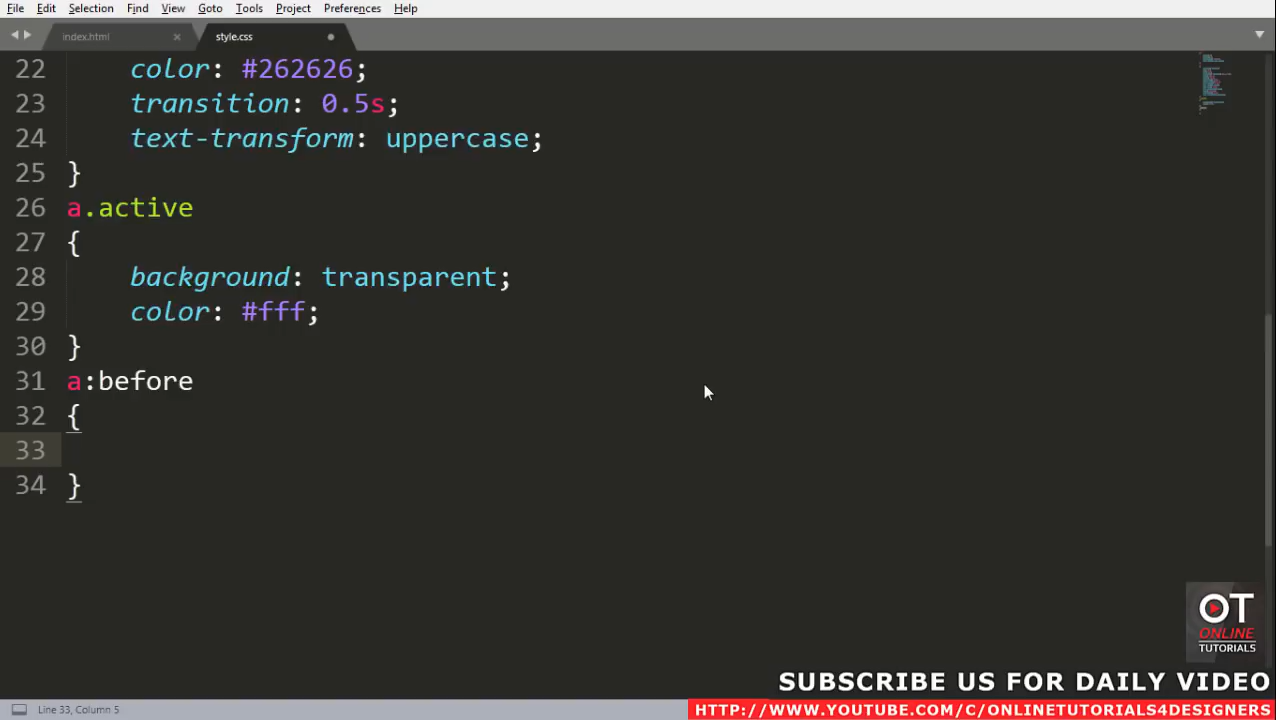 File Edit Selection Find View Goto Tools Project Preferences Help
index.html style.css
22 color: #262626;
23 transition: 0.5s;
24 text-transform: uppercase;
25 }
26 a.active
27 {
28 background: transparent;
29 color: #fff;
30 }
31 a:before
32 {
33
34 }
OT
ONLINE
TUTORIALS
SUBSCRIBE US FOR DAILY VIDEO
Line 33, Column 5 HTTP://WWW.YOUTUBE.COM/C/ONLINETUTORIALS4DESIGNERS